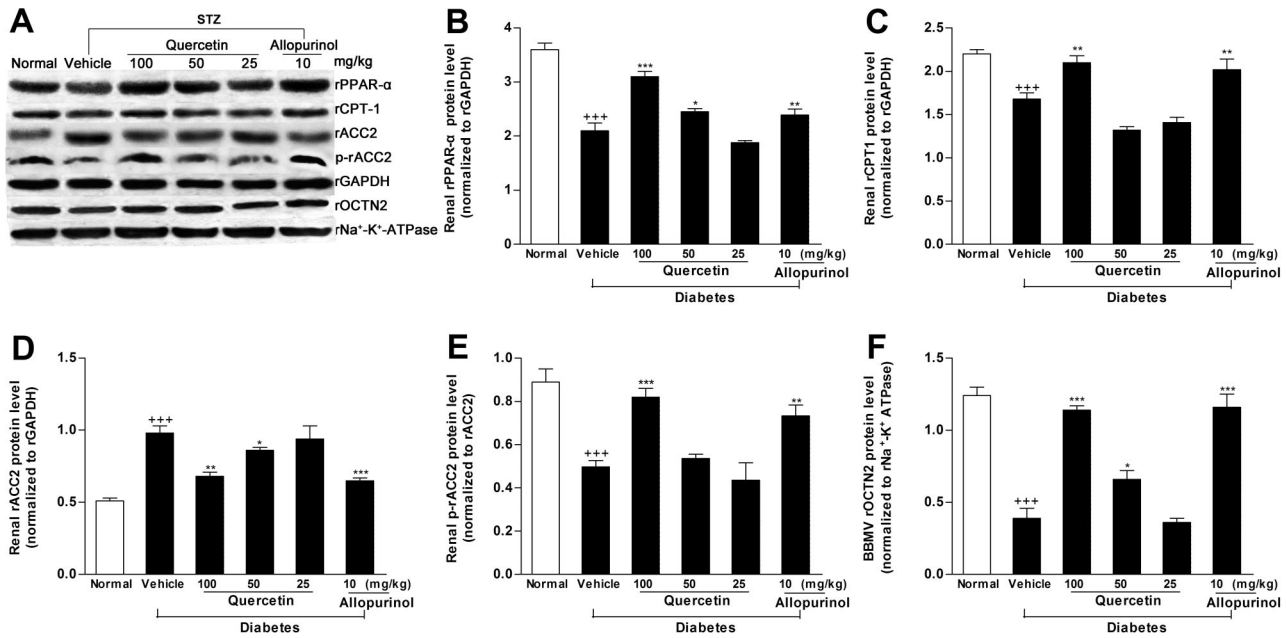 A
STZ
Quercetin Allopurinol
Normal Vehicle 100 50 25 10 mg/kg
rPPAR-α
rCPT-1
rACC2
p-rACC2
rGAPDH
rOCTN2
rNa⁺-K⁺-ATPase
B
Renal rPPAR-α protein level
(normalized to rGAPDH)
4
3
2
1
0
+++
***
*
**
Normal Vehicle 100 50 25 10 (mg/kg)
Quercetin Allopurinol
Diabetes
C
Renal rCPT1 protein level
(normalized to rGAPDH)
2.5
2.0
1.5
1.0
0.5
0.0
+++
**
**
Normal Vehicle 100 50 25 10 (mg/kg)
Quercetin Allopurinol
Diabetes
D
Renal rACC2 protein level
(normalized to rGAPDH)
1.5
1.0
0.5
0.0
+++
**
*
***
Normal Vehicle 100 50 25 10 (mg/kg)
Quercetin Allopurinol
Diabetes
E
Renal p-rACC2 protein level
(normalized to rACC2)
1.0
0.8
0.6
0.4
0.2
0.0
+++
***
**
Normal Vehicle 100 50 25 10 (mg/kg)
Quercetin Allopurinol
Diabetes
F
BBMV rOCTN2 protein level
(normalized to rNa⁺-K⁺ ATPase)
1.5
1.0
0.5
0.0
+++
***
*
***
Normal Vehicle 100 50 25 10 (mg/kg)
Quercetin Allopurinol
Diabetes